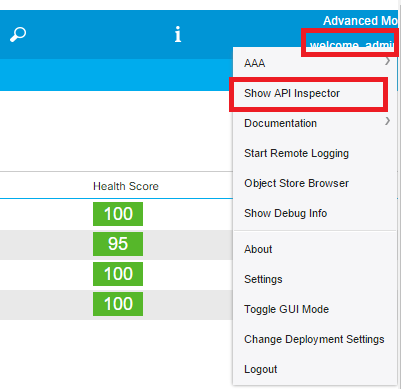 Advanced Mo
welcome, admin
AAA
Show API Inspector
Documentation
Start Remote Logging
Health Score
Object Store Browser
100
Show Debug Info
95
About
100
Settings
100
Toggle GUI Mode
Change Deployment Settings
Logout